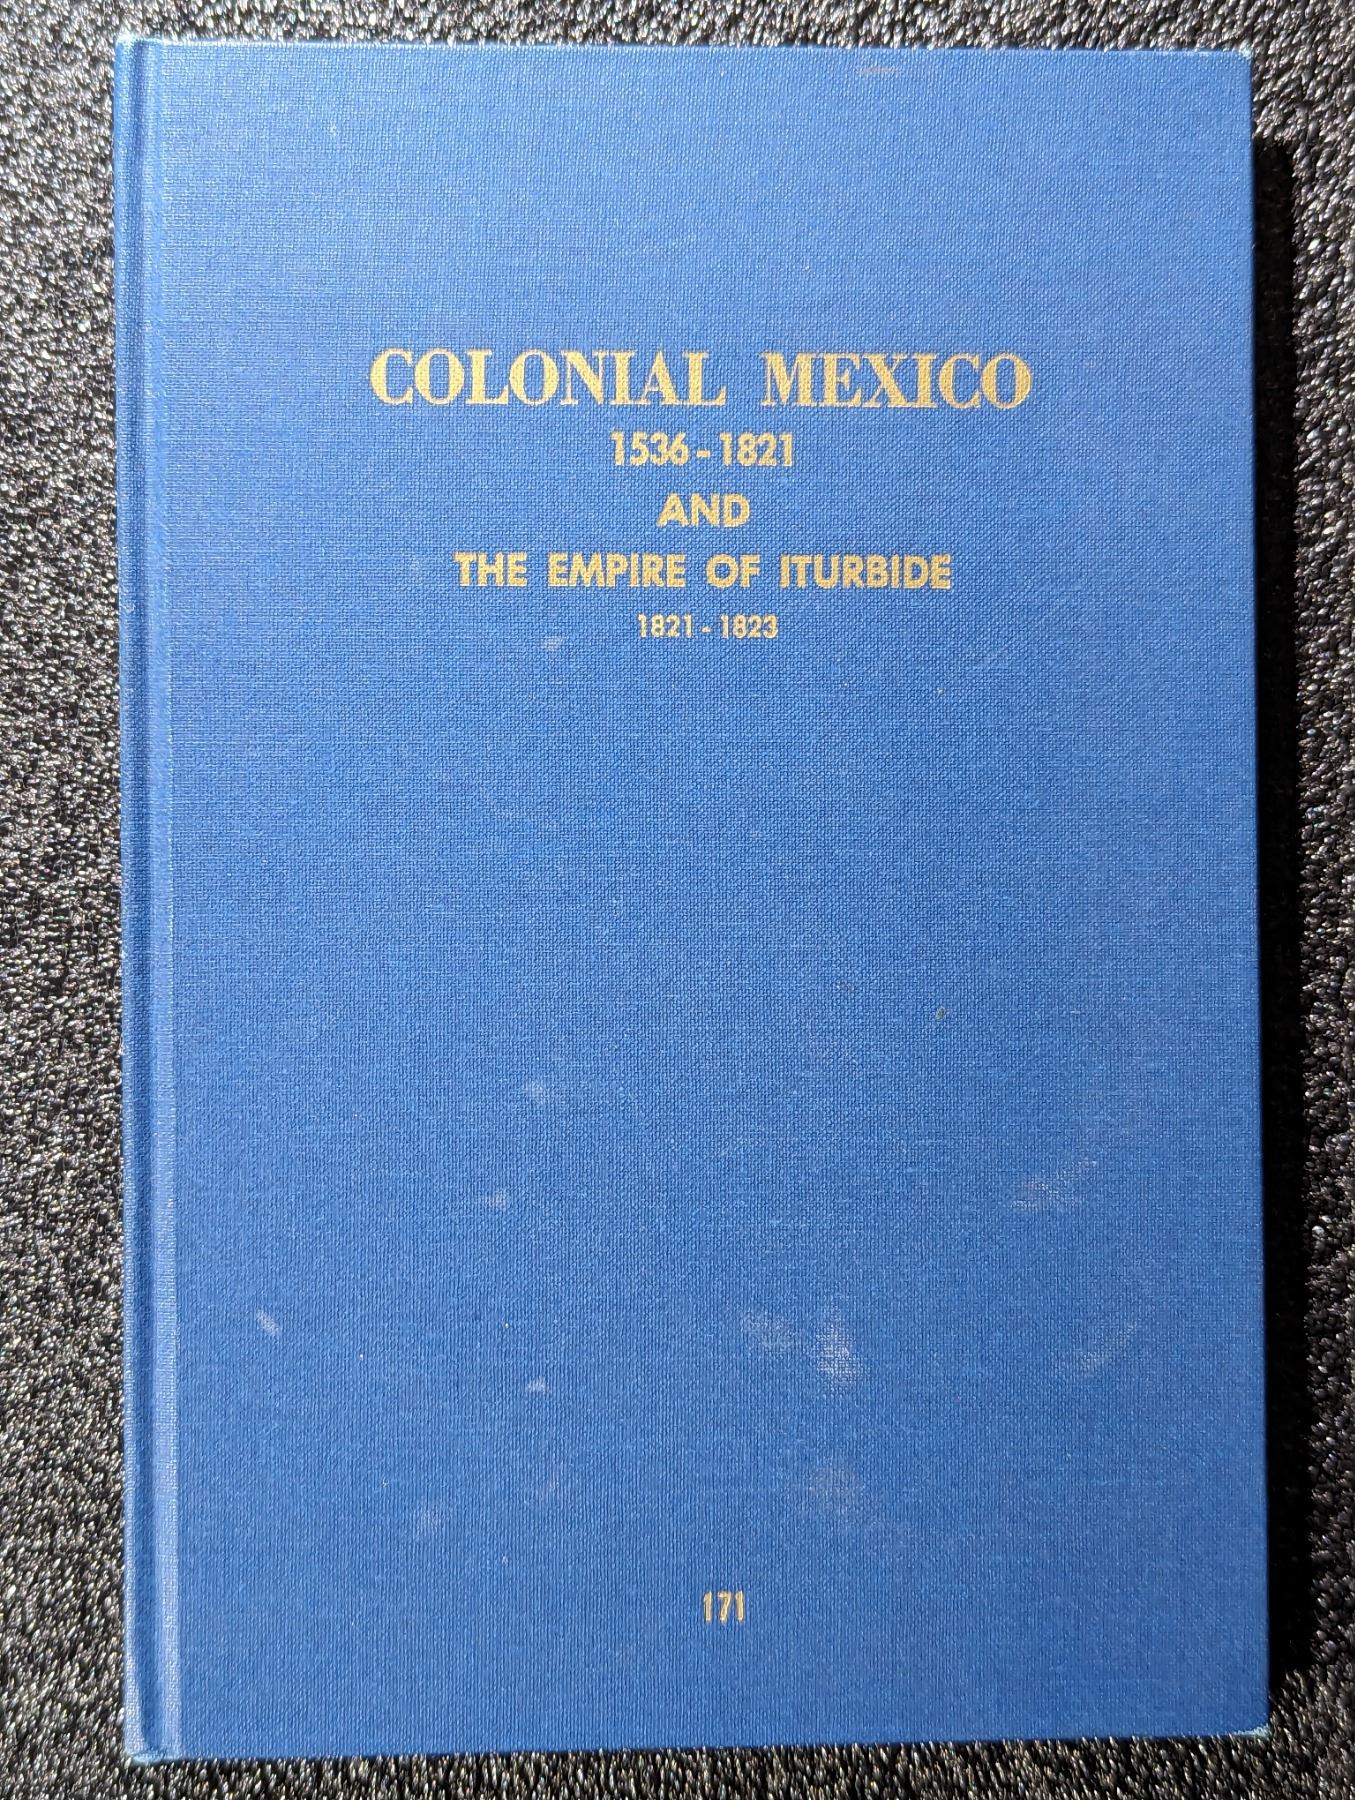 COLONIAL MEXICO
1536-1821
AND
THE EMPIRE OF ITURBIDE
1821-1823
171